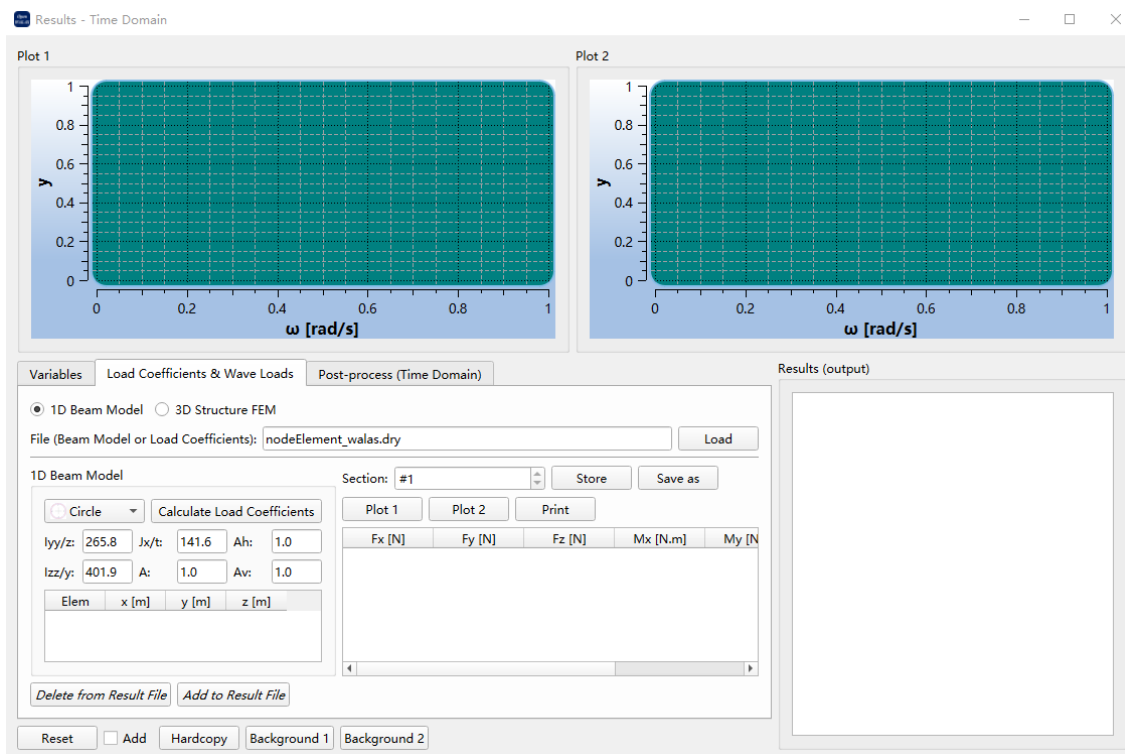 Results - Time Domain
Plot 1
Plot 2
1
0.8
0.6
0.4
0.2
0
y
0 0.2 0.4 0.6 0.8 1
ω [rad/s]
1
0.8
0.6
0.4
0.2
0
y
0 0.2 0.4 0.6 0.8 1
ω [rad/s]
Variables Load Coefficients & Wave Loads Post-process (Time Domain)
1D Beam Model 3D Structure FEM
File (Beam Model or Load Coefficients): nodeElement_walas.dry Load
1D Beam Model
Circle Calculate Load Coefficients
Iyy/z: 265.8 Jx/t: 141.6 Ah: 1.0
Izz/y: 401.9 A: 1.0 Av: 1.0
Elem x [m] y [m] z [m]
Section: #1 Store Save as
Plot 1 Plot 2 Print
Fx [N] Fy [N] Fz [N] Mx [N.m] My [N
Delete from Result File Add to Result File
Reset Add Hardcopy Background 1 Background 2
Results (output)